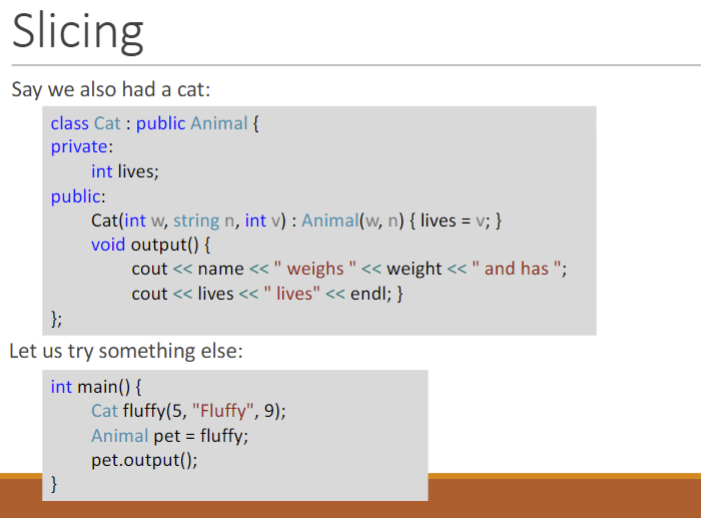 Slicing
Say we also had a cat:
class Cat : public Animal {
private:
int lives;
public:
Cat(int w, string n, int v) : Animal(w, n) { lives = v; }
void output() {
cout << name << " weighs " << weight << " and has ";
cout << lives << " lives" << endl; }
};
Let us try something else:
int main() {
Cat fluffy(5, "Fluffy", 9);
Animal pet = fluffy;
pet.output();
}